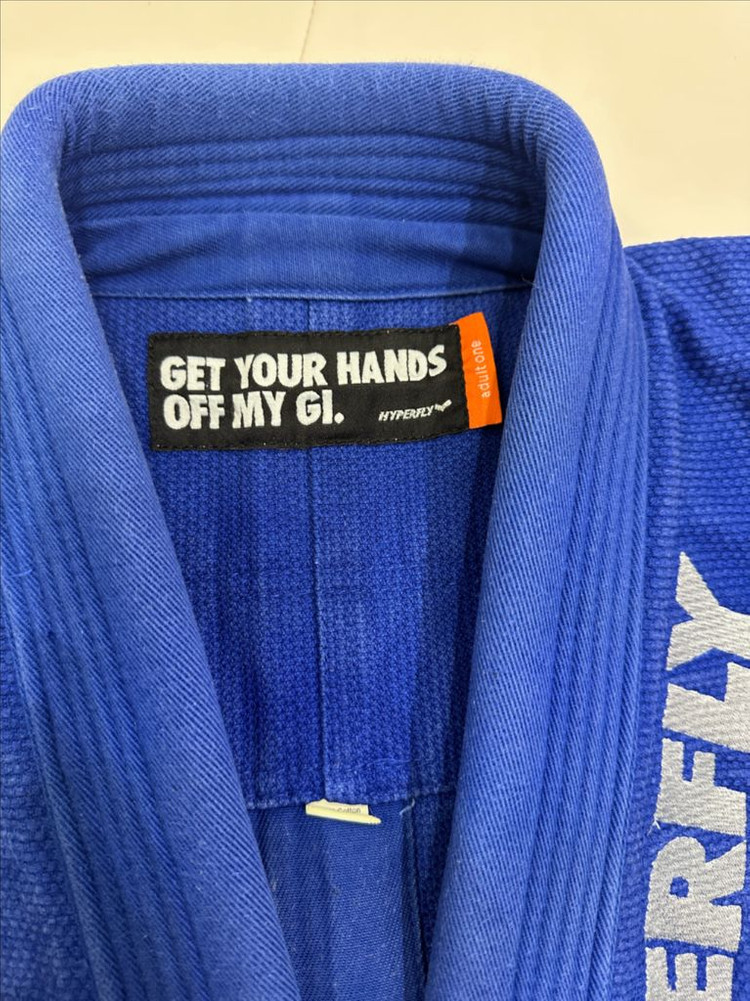 GET YOUR HANDS
OFF MY GI.
HYPERFLY
adult one
ERFLY